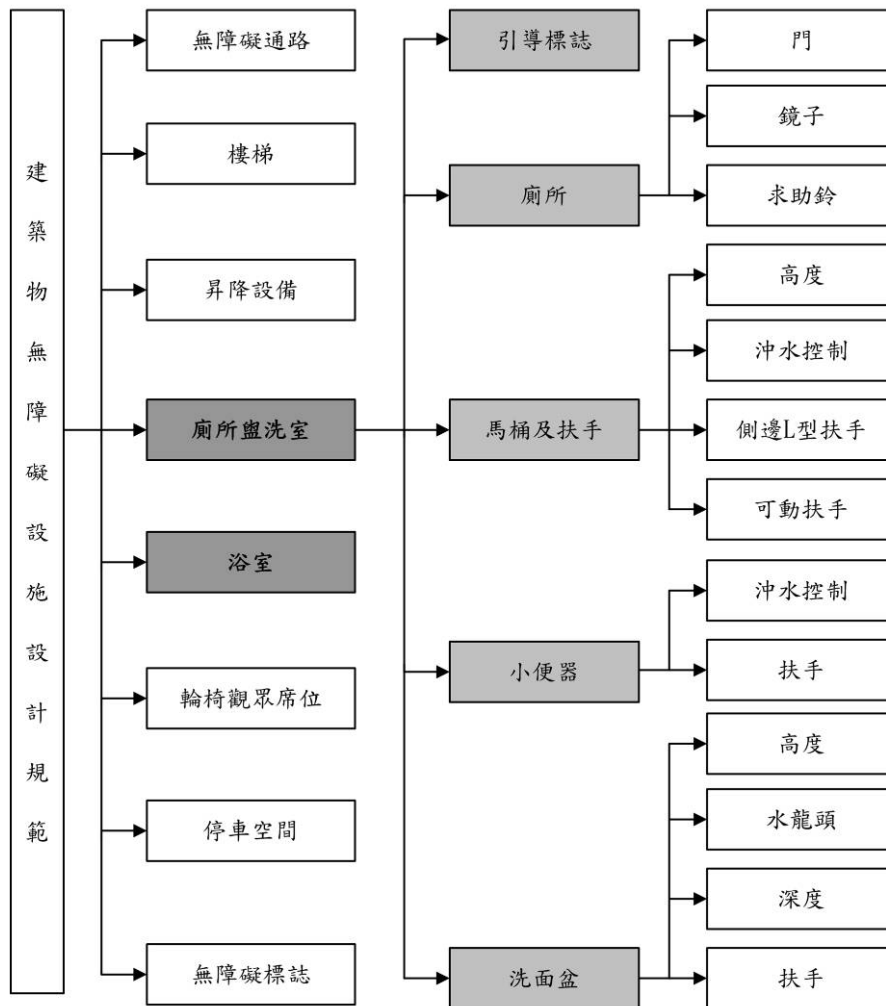 建築物無障礙設施設計規範
無障礙通路
樓梯
昇降設備
廁所盥洗室
浴室
輪椅觀眾席位
停車空間
無障礙標誌
引導標誌
廁所
馬桶及扶手
小便器
洗面盆
門
鏡子
求助鈴
高度
沖水控制
側邊L型扶手
可動扶手
沖水控制
扶手
高度
水龍頭
深度
扶手